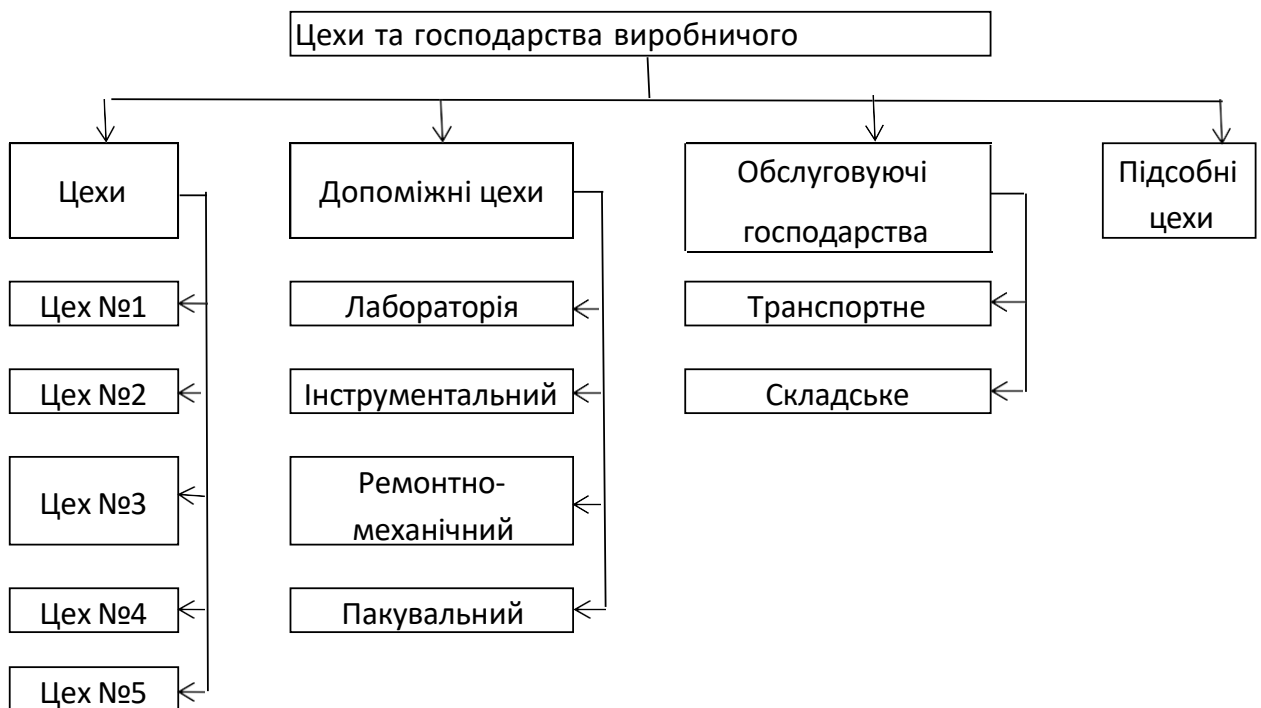 Цехи та господарства виробничого
Цехи
Допоміжні цехи
Обслуговуючі
господарства
Підсобні
цехи
Цех №1
Лабораторія
Транспортне
Цех №2
Інструментальний
Складське
Цех №3
Ремонтно-
механічний
Цех №4
Пакувальний
Цех №5